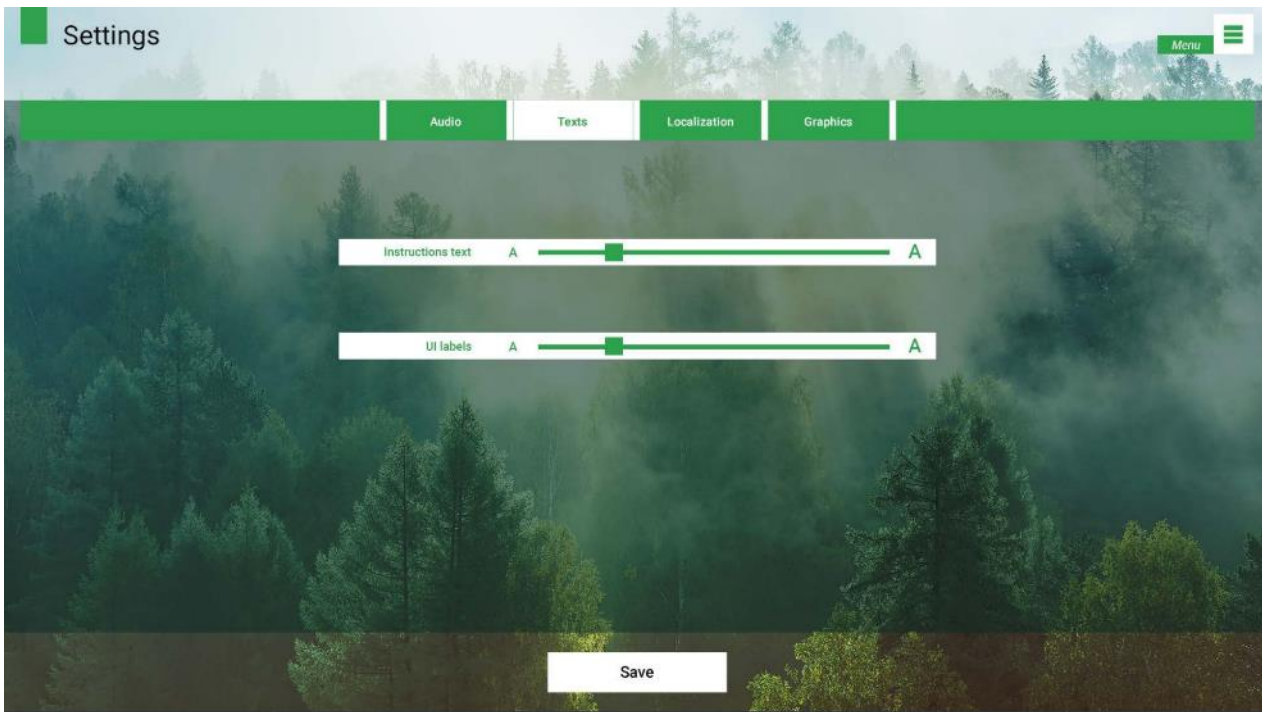 Settings
Menu
Audio Texts Localization Graphics
Instructions text A A
UI labels A A
Save